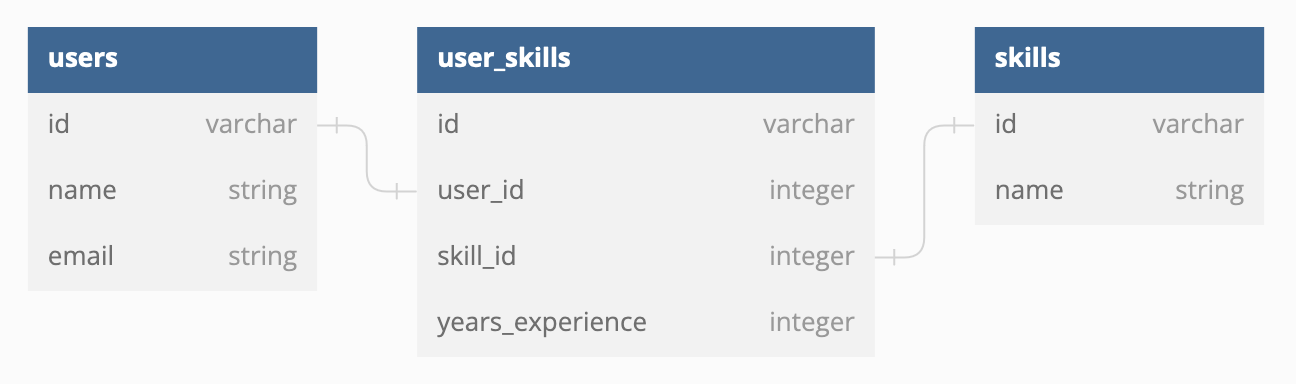 users
id varchar
name string
email string
user_skills
id varchar
user_id integer
skill_id integer
years_experience integer
skills
id varchar
name string